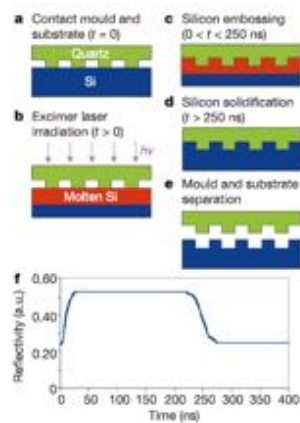 a Contact mould and
substrate (t = 0)
Quartz
Si
b Excimer laser
irradiation (t > 0)
hν
Molten Si
c Silicon embossing
(0 < t < 250 ns)
d Silicon solidification
(t > 250 ns)
e Mould and substrate
separation
f
Reflectivity (a.u.)
0.60
0.40
0.20
0 50 100 150 200 250 300 350 400
Time (ns)